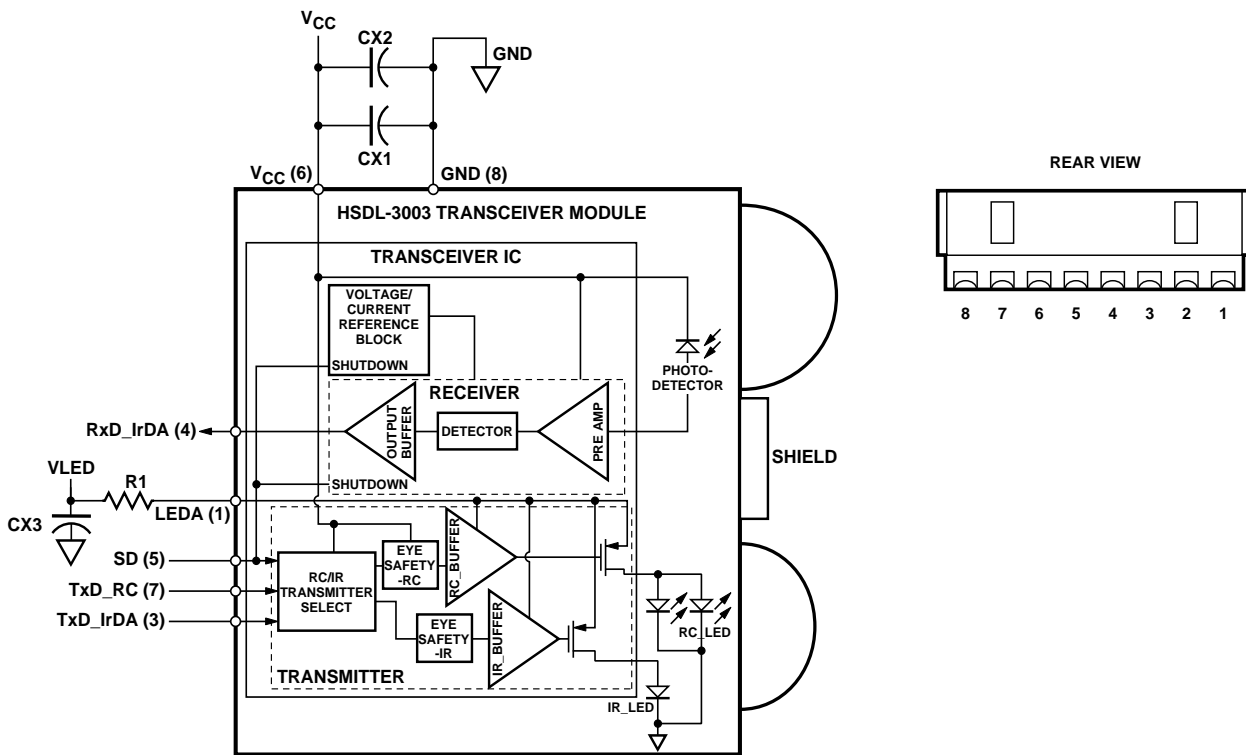 VCC
CX2
GND
CX1
VCC (6)
GND (8)
HSDL-3003 TRANSCEIVER MODULE
TRANSCEIVER IC
VOLTAGE/
CURRENT
REFERENCE
BLOCK
SHUTDOWN
PHOTO-
DETECTOR
RECEIVER
RxD_IrDA (4)
OUTPUT
BUFFER
DETECTOR
PRE AMP
SHIELD
SHUTDOWN
VLED
R1
LEDA (1)
CX3
SD (5)
TxD_RC (7)
TxD_IrDA (3)
RC/IR
TRANSMITTER
SELECT
EYE
SAFETY
-RC
RC_BUFFER
EYE
SAFETY
-IR
IR_BUFFER
RC_LED
TRANSMITTER
IR_LED
REAR VIEW
8 7 6 5 4 3 2 1